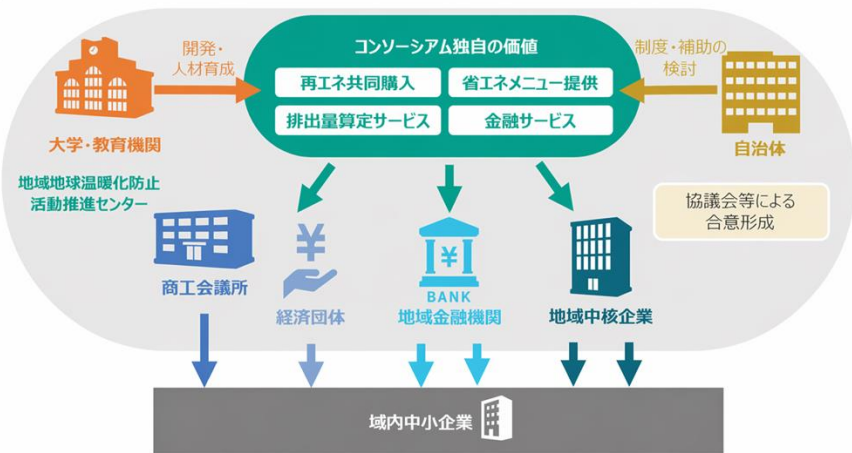 コンソーシアム独自の価値
再エネ共同購入
省エネメニュー提供
排出量算定サービス
金融サービス
開発・
人材育成
制度・補助の
検討
大学・教育機関
自治体
地域地球温暖化防止
活動推進センター
協議会等による
合意形成
商工会議所
¥
経済団体
¥
BANK
地域金融機関
地域中核企業
域内中小企業